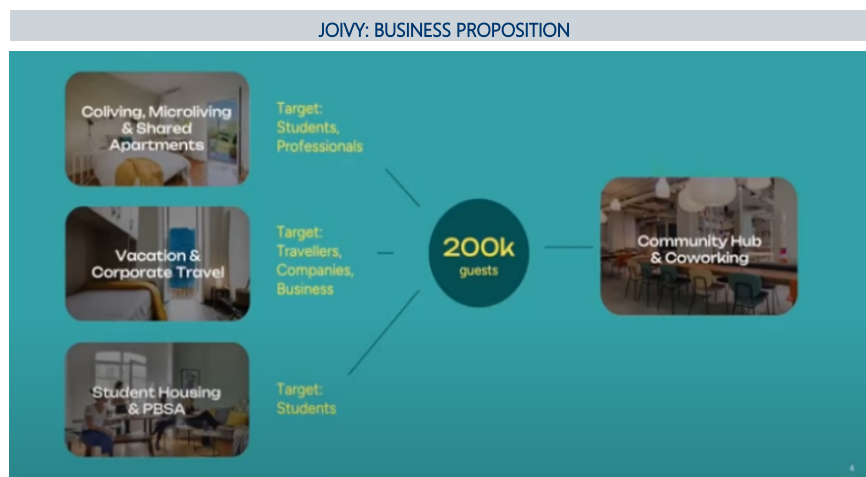 JOIVY: BUSINESS PROPOSITION
Coliving, Microliving
& Shared
Apartments
Target:
Students,
Professionals
Vacation &
Corporate Travel
Target:
Travellers,
Companies,
Business
Student Housing
& PBSA
Target:
Students
200k
guests
Community Hub
& Coworking
4